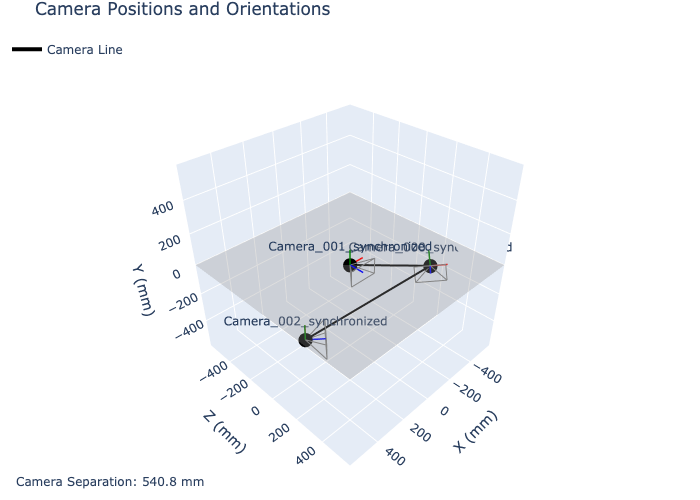 Camera Positions and Orientations
Camera Line
400
200
0
−200
−400
Y (mm)
Camera_001_synchronized
Camera_002_synchronized
−400
−200
0
200
400
Z (mm)
−400
−200
0
200
400
X (mm)
Camera Separation: 540.8 mm